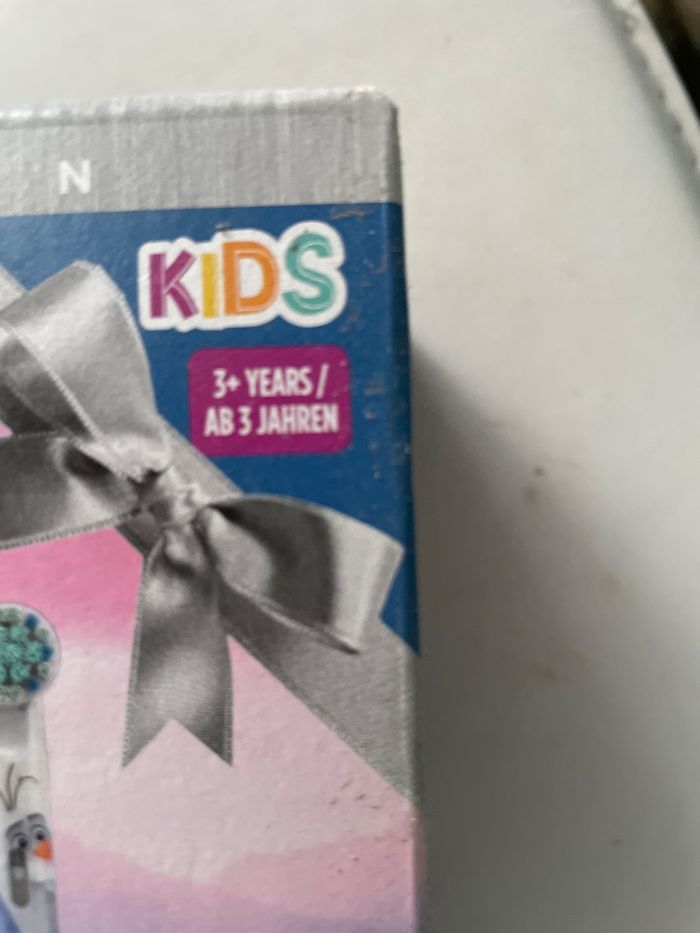 N
KIDS
3+ YEARS /
AB 3 JAHREN